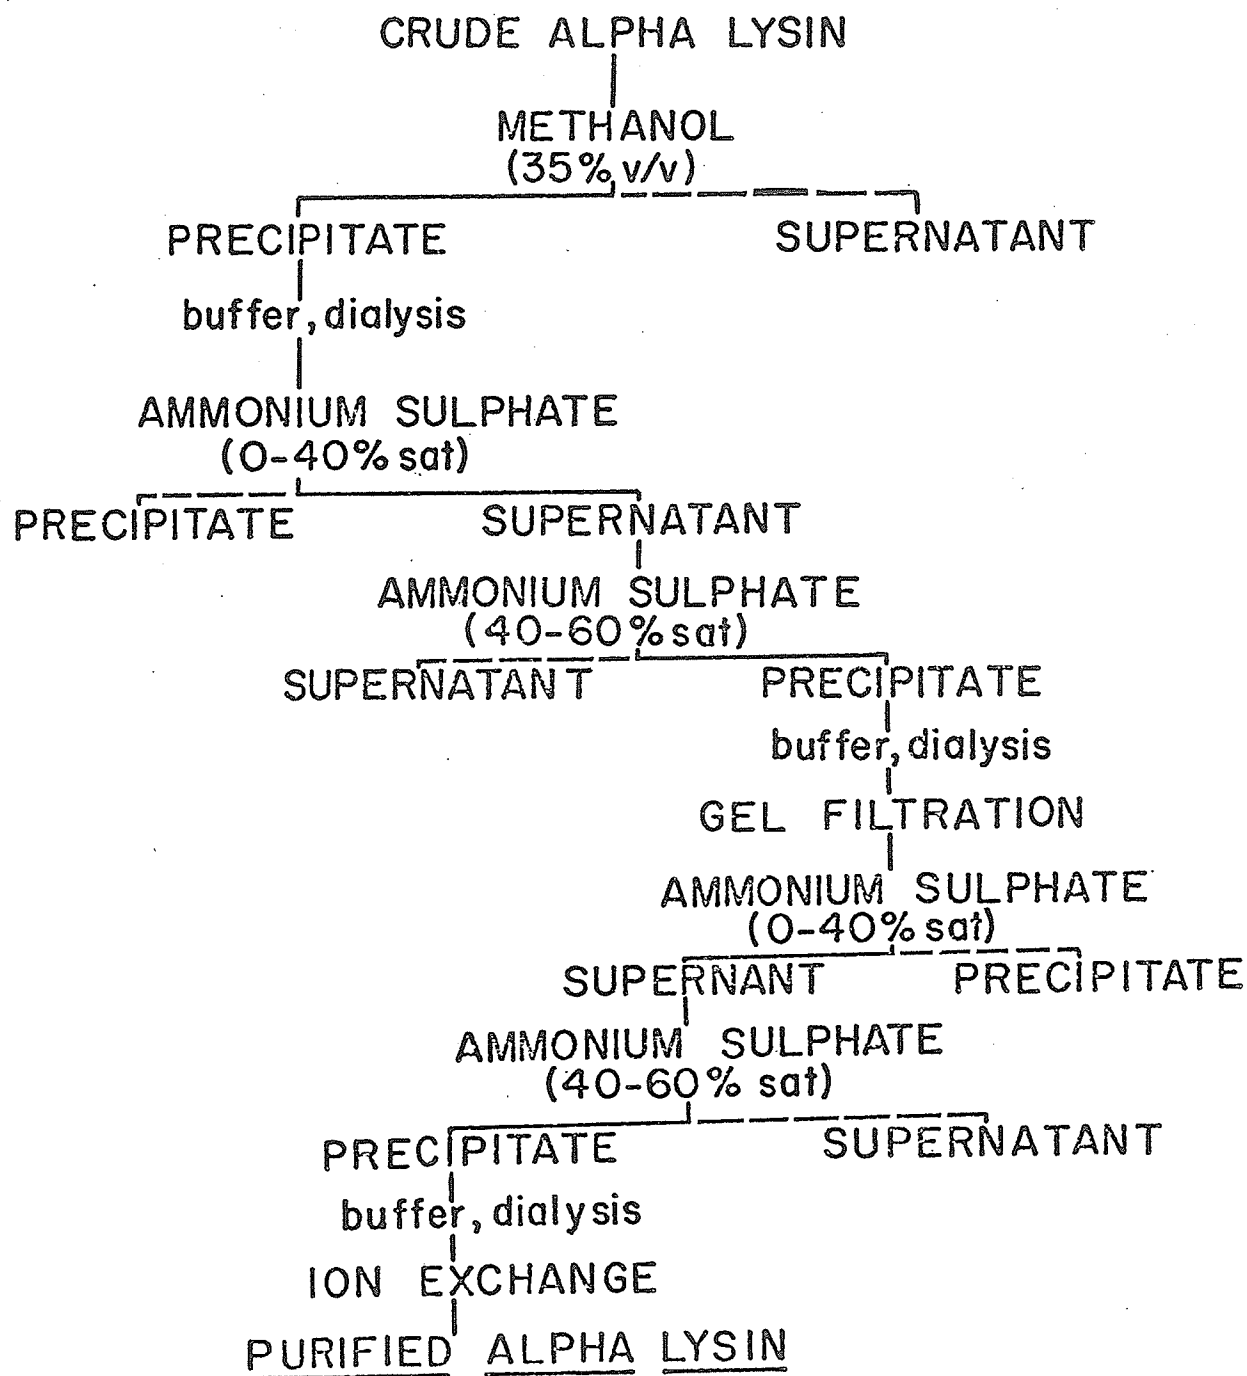 CRUDE ALPHA LYSIN
METHANOL
(35% v/v)
PRECIPITATE SUPERNATANT
buffer, dialysis
AMMONIUM SULPHATE
(0-40% sat)
PRECIPITATE SUPERNATANT
AMMONIUM SULPHATE
(40-60% sat)
SUPERNATANT PRECIPITATE
buffer, dialysis
GEL FILTRATION
AMMONIUM SULPHATE
(0-40% sat)
SUPERNANT PRECIPITATE
AMMONIUM SULPHATE
(40-60% sat)
PRECIPITATE SUPERNATANT
buffer, dialysis
ION EXCHANGE
PURIFIED ALPHA LYSIN